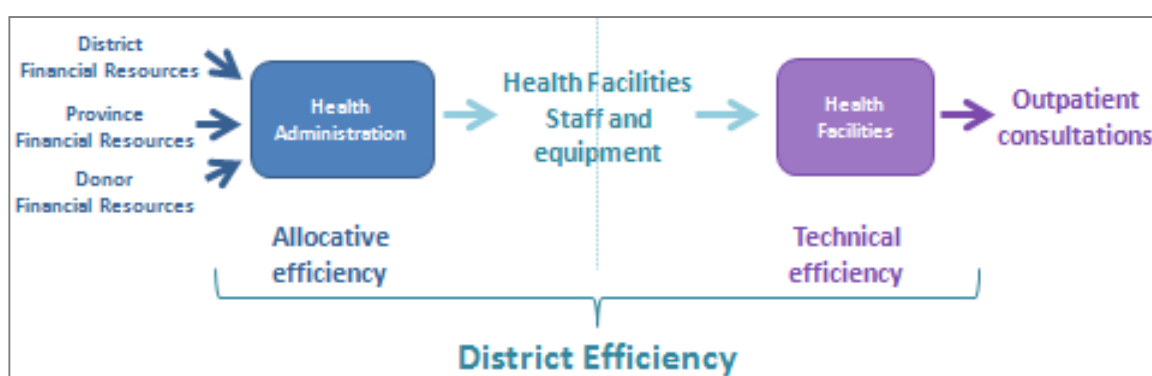 District
Financial Resources
Province
Financial Resources
Donor
Financial Resources
Health
Administration
Health Facilities
Staff and
equipment
Health
Facilities
Outpatient
consultations
Allocative
efficiency
Technical
efficiency
District Efficiency